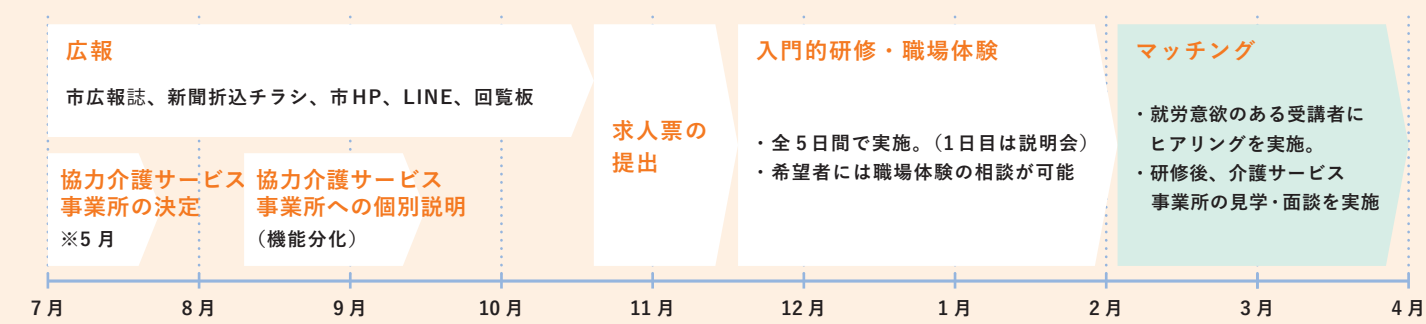 広報
市広報誌、新聞折込チラシ、市HP、LINE、回覧板
協力介護サービス
事業所の決定
※5月
協力介護サービス
事業所への個別説明
（機能分化）
求人票の
提出
入門的研修・職場体験
・全5日間で実施。（1日目は説明会）
・希望者には職場体験の相談が可能
マッチング
・就労意欲のある受講者に
ヒアリングを実施。
・研修後、介護サービス
事業所の見学・面談を実施
7月 8月 9月 10月 11月 12月 1月 2月 3月 4月